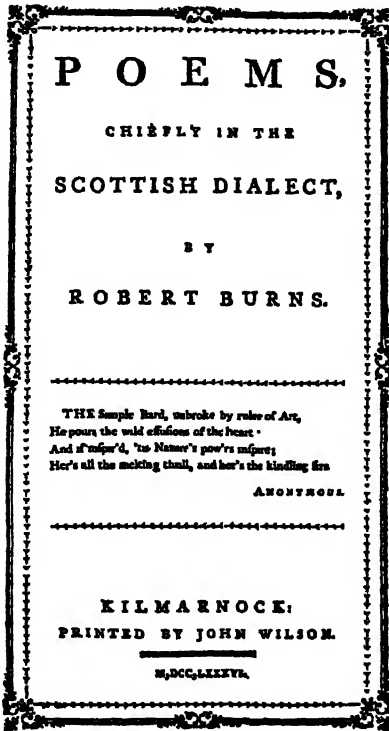 POEMS,
CHIEFLY IN THE
SCOTTISH DIALECT,
BY
ROBERT BURNS.
THE Simple Bard, unbroke by rules of Art,
He pours the wild effusions of the heart
And if inspir'd, 'tis Nature's pow'rs inspire;
Her's all the melting thrill, and her's the kindling fire
ANONYMOUS.
KILMARNOCK:
PRINTED BY JOHN WILSON.
M,DCC,LXXXVI.